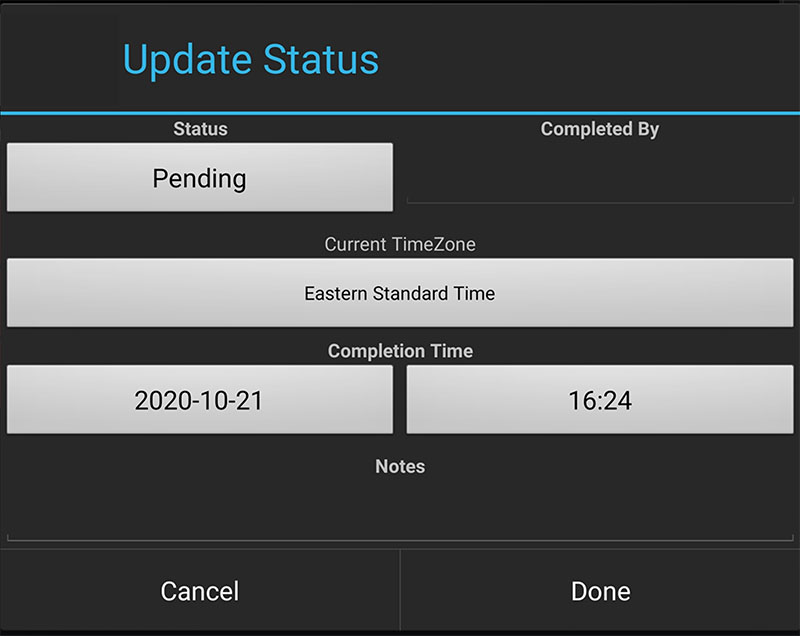 Update Status
Status
Completed By
Pending
Current TimeZone
Eastern Standard Time
Completion Time
2020-10-21
16:24
Notes
Cancel
Done